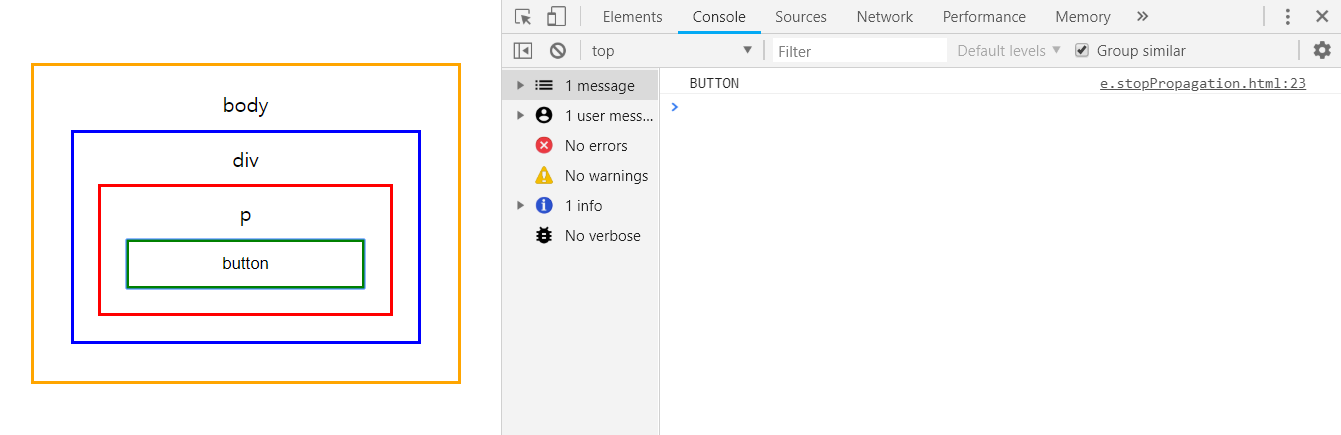 body
div
p
button
Elements Console Sources Network Performance Memory »
top Filter Default levels Group similar
1 message
1 user mess...
No errors
No warnings
1 info
No verbose
BUTTON e.stopPropagation.html:23
>